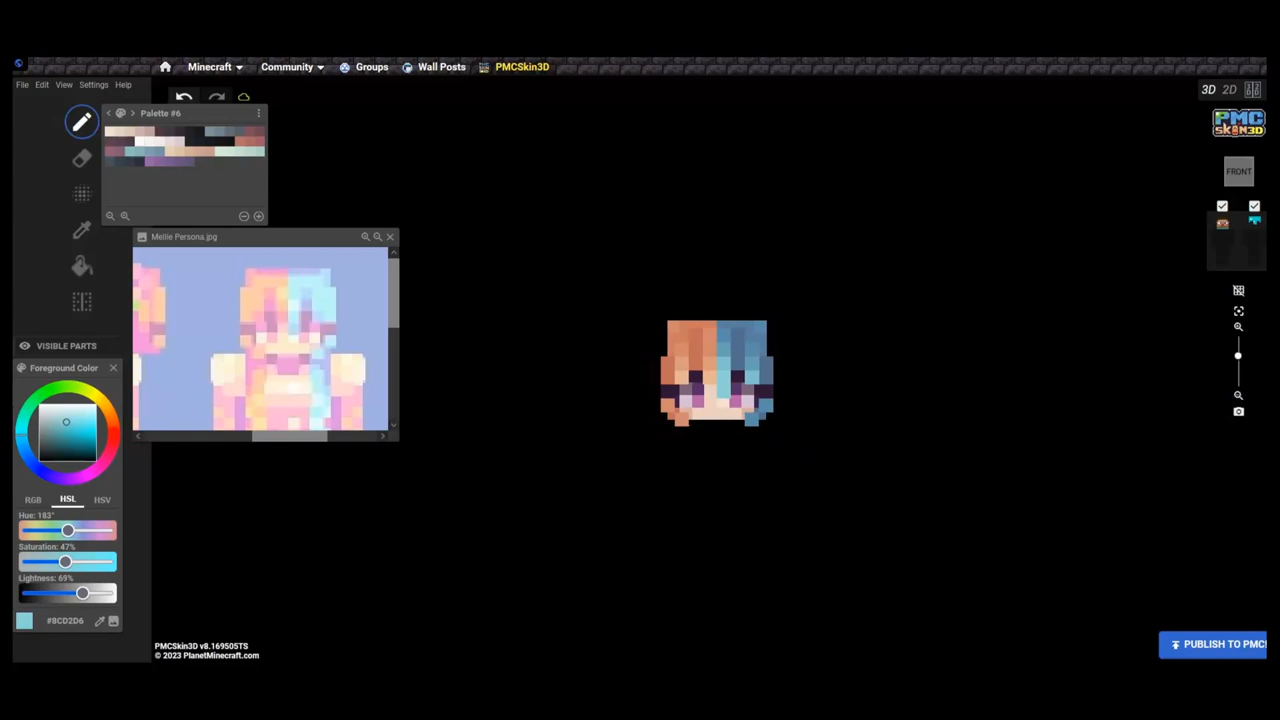 Minecraft Community Groups Wall Posts PMCSkin3D
File Edit View Settings Help
3D 2D
Palette #6
PMC
SKIN3D
FRONT
Mellie Persona.jpg
VISIBLE PARTS
Foreground Color
RGB HSL HSV
Hue: 183°
Saturation: 47%
Lightness: 69%
#8CD2D6
PMCSkin3D v8.169505TS
© 2023 PlanetMinecraft.com
PUBLISH TO PMC!